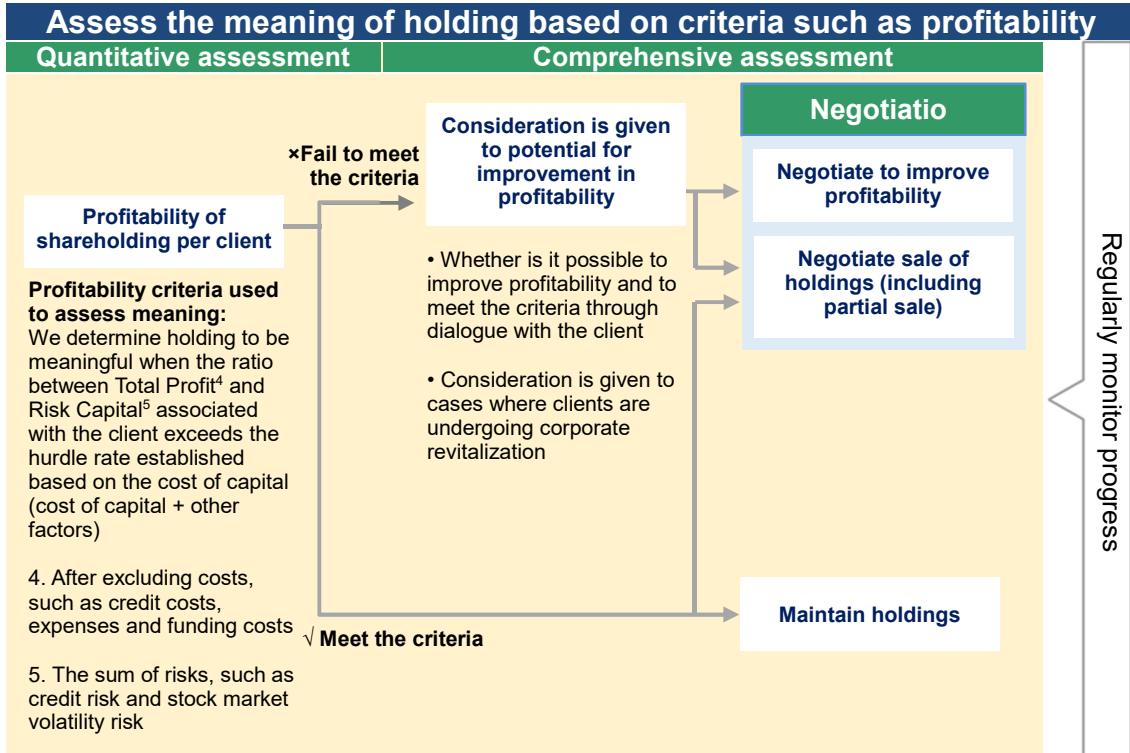 Assess the meaning of holding based on criteria such as profitability
Quantitative assessment
Comprehensive assessment
Profitability of
shareholding per client
Profitability criteria used
to assess meaning:
We determine holding to be
meaningful when the ratio
between Total Profit⁴ and
Risk Capital⁵ associated
with the client exceeds the
hurdle rate established
based on the cost of capital
(cost of capital + other
factors)
4. After excluding costs,
such as credit costs,
expenses and funding costs
5. The sum of risks, such as
credit risk and stock market
volatility risk
×Fail to meet
the criteria
√ Meet the criteria
Consideration is given
to potential for
improvement in
profitability
• Whether is it possible to
improve profitability and to
meet the criteria through
dialogue with the client
• Consideration is given to
cases where clients are
undergoing corporate
revitalization
Negotiatio
Negotiate to improve
profitability
Negotiate sale of
holdings (including
partial sale)
Maintain holdings
Regularly monitor progress